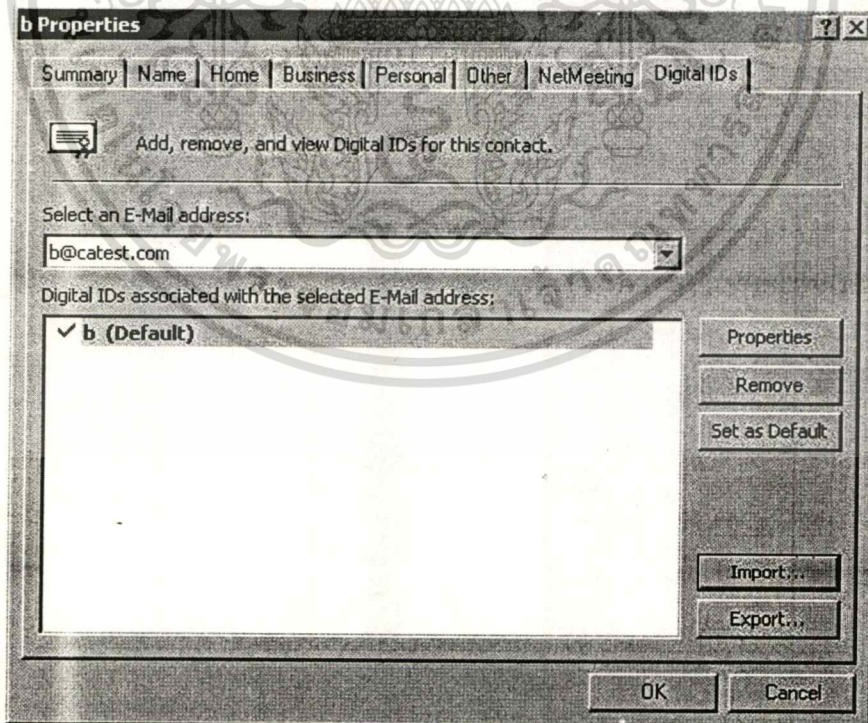 b Properties
? ×
Summary Name Home Business Personal Other NetMeeting Digital IDs
Add, remove, and view Digital IDs for this contact.
Select an E-Mail address:
b@catest.com
Digital IDs associated with the selected E-Mail address:
✓ b (Default)
Properties
Remove
Set as Default
Import...
Export...
OK Cancel